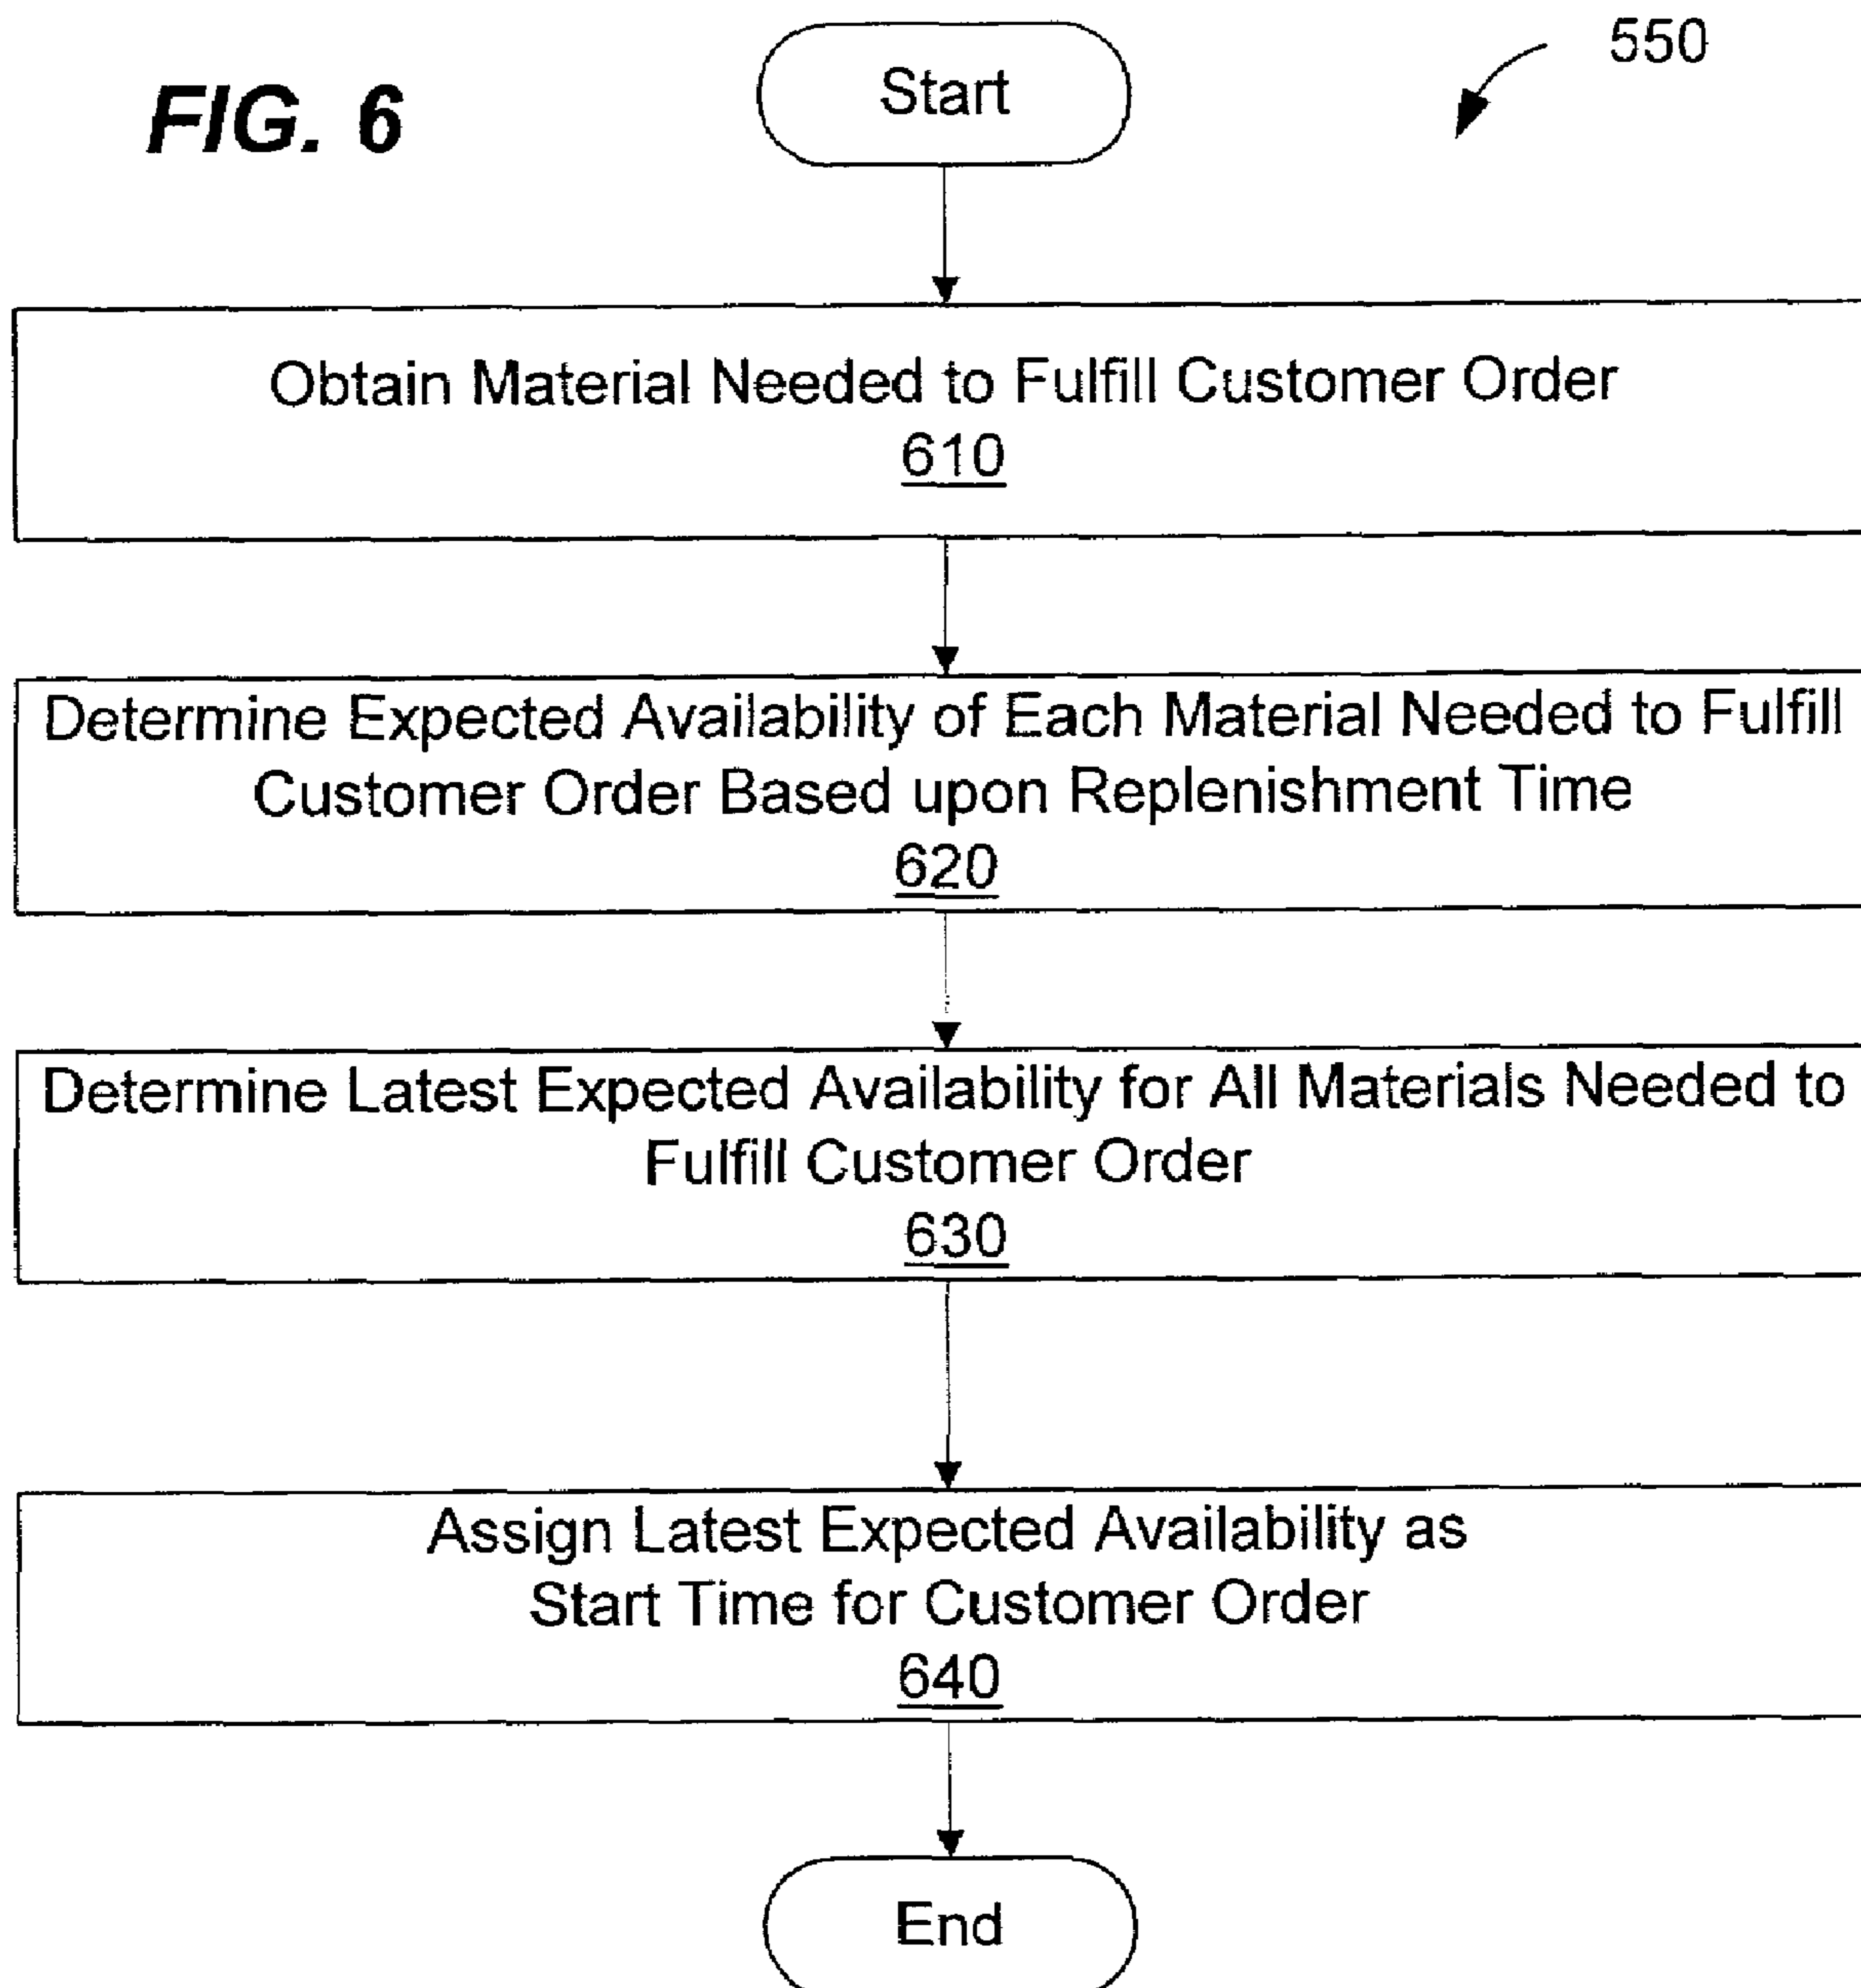 FIG. 6
Start
550
Obtain Material Needed to Fulfill Customer Order
610
Determine Expected Availability of Each Material Needed to Fulfill
Customer Order Based upon Replenishment Time
620
Determine Latest Expected Availability for All Materials Needed to
Fulfill Customer Order
630
Assign Latest Expected Availability as
Start Time for Customer Order
640
End